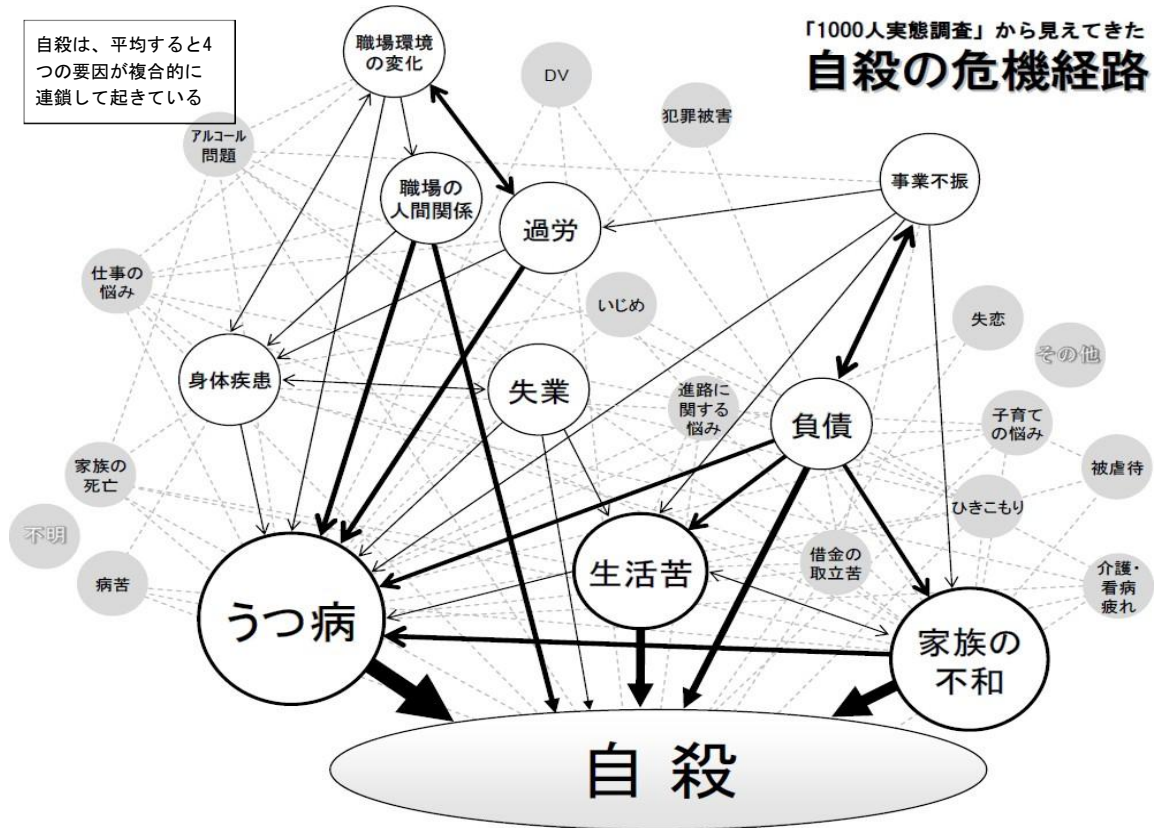 自殺は、平均すると4
つの要因が複合的に
連鎖して起きている
「1000人実態調査」から見えてきた
自殺の危機経路
職場環境
の変化
DV
犯罪被害
アルコール
問題
職場の
人間関係
過労
事業不振
仕事の
悩み
いじめ
失恋
その他
身体疾患
失業
進路に
関する
悩み
負債
子育て
の悩み
家族の
死亡
被虐待
ひきこもり
不明
病苦
うつ病
生活苦
借金の
取立苦
介護・
看病
疲れ
家族の
不和
自殺